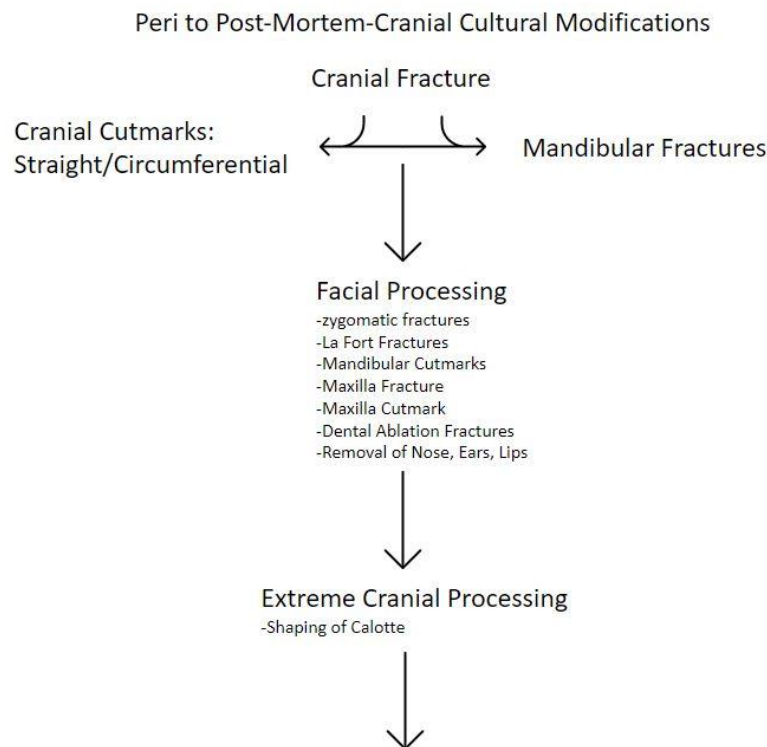 Peri to Post-Mortem-Cranial Cultural Modifications
Cranial Fracture
Cranial Cutmarks:
Straight/Circumferential
Mandibular Fractures
Facial Processing
-zygomatic fractures
-La Fort Fractures
-Mandibular Cutmarks
-Maxilla Fracture
-Maxilla Cutmark
-Dental Ablation Fractures
-Removal of Nose, Ears, Lips
Extreme Cranial Processing
-Shaping of Calotte